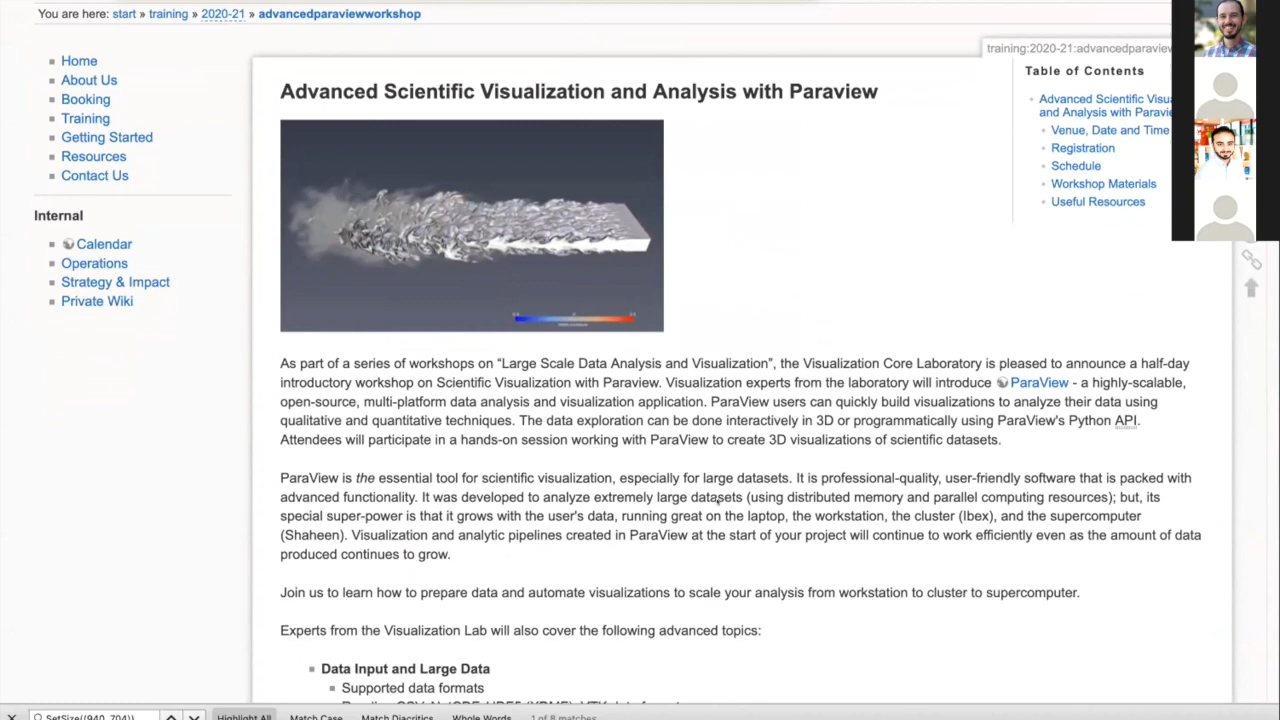 You are here: start » training » 2020-21 » advancedparaviewworkshop
Home
About Us
Booking
Training
Getting Started
Resources
Contact Us
Internal
Calendar
Operations
Strategy & Impact
Private Wiki
training:2020-21:advancedparaview
Advanced Scientific Visualization and Analysis with Paraview
Table of Contents
Advanced Scientific Visua
and Analysis with Paravie
Venue, Date and Time
Registration
Schedule
Workshop Materials
Useful Resources
As part of a series of workshops on “Large Scale Data Analysis and Visualization”, the Visualization Core Laboratory is pleased to announce a half-day
introductory workshop on Scientific Visualization with Paraview. Visualization experts from the laboratory will introduce ParaView - a highly-scalable,
open-source, multi-platform data analysis and visualization application. ParaView users can quickly build visualizations to analyze their data using
qualitative and quantitative techniques. The data exploration can be done interactively in 3D or programmatically using ParaView's Python API.
Attendees will participate in a hands-on session working with ParaView to create 3D visualizations of scientific datasets.
ParaView is the essential tool for scientific visualization, especially for large datasets. It is professional-quality, user-friendly software that is packed with
advanced functionality. It was developed to analyze extremely large datasets (using distributed memory and parallel computing resources); but, its
special super-power is that it grows with the user's data, running great on the laptop, the workstation, the cluster (Ibex), and the supercomputer
(Shaheen). Visualization and analytic pipelines created in ParaView at the start of your project will continue to work efficiently even as the amount of data
produced continues to grow.
Join us to learn how to prepare data and automate visualizations to scale your analysis from workstation to cluster to supercomputer.
Experts from the Visualization Lab will also cover the following advanced topics:
Data Input and Large Data
Supported data formats
SetSize((940, 704))
Highlight All
Match Case
Match Diacritics
Whole Words
1 of 8 matches